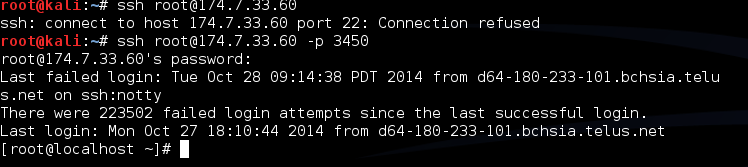 root@kali:~# ssh root@174.7.33.60
ssh: connect to host 174.7.33.60 port 22: Connection refused
root@kali:~# ssh root@174.7.33.60 -p 3450
root@174.7.33.60's password:
Last failed login: Tue Oct 28 09:14:38 PDT 2014 from d64-180-233-101.bchsia.telu
s.net on ssh:notty
There were 223502 failed login attempts since the last successful login.
Last login: Mon Oct 27 18:10:44 2014 from d64-180-233-101.bchsia.telus.net
[root@localhost ~]#